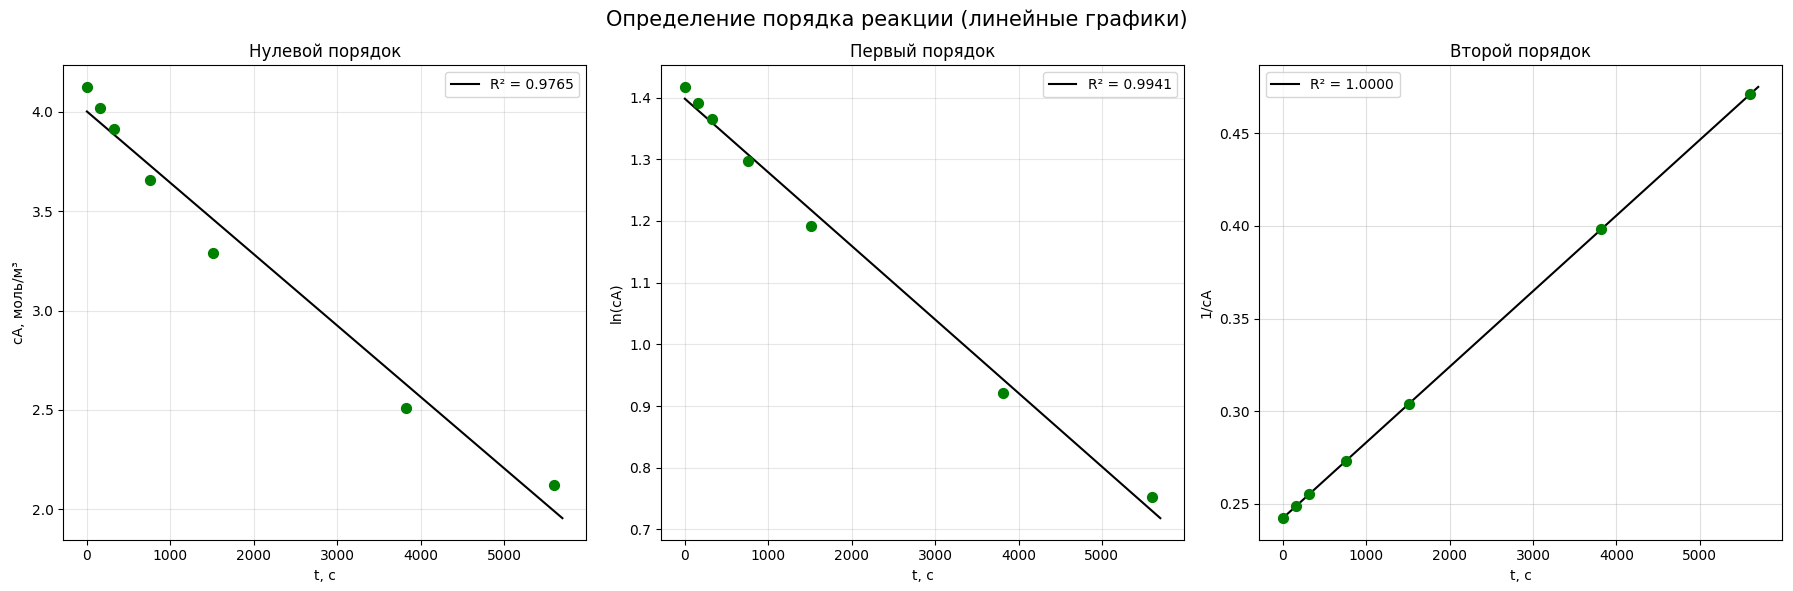 Определение порядка реакции (линейные графики)
Нулевой порядок
R² = 0.9765
4.0
3.5
3.0
2.5
2.0
cA, моль/м³
0 1000 2000 3000 4000 5000
t, с
Первый порядок
R² = 0.9941
1.4
1.3
1.2
1.1
1.0
0.9
0.8
0.7
ln(cA)
0 1000 2000 3000 4000 5000
t, с
Второй порядок
R² = 1.0000
0.45
0.40
0.35
0.30
0.25
1/cA
0 1000 2000 3000 4000 5000
t, с